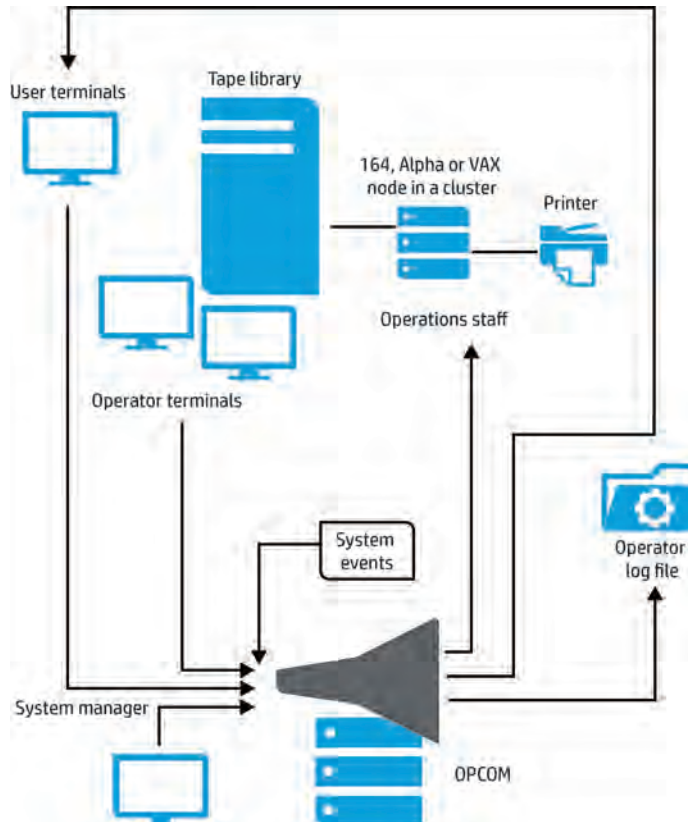 User terminals
Tape library
164, Alpha or VAX
node in a cluster
Printer
Operations staff
Operator terminals
System
events
Operator
log file
System manager
OPCOM